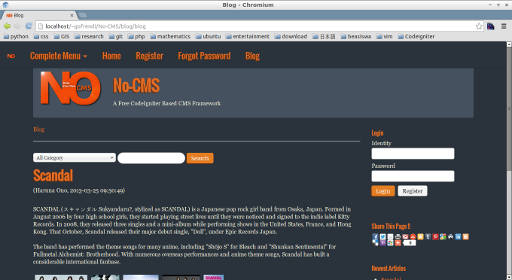 Blog - Chromium
Blog
localhost/~gofrendi/No-CMS/blog/blog
python css GIS research git php mathematics ubuntu entertainment download 日本語 beasiswa vim CodeIgniter
NO Complete Menu Home Register Forgot Password Blog
NO CMS
No-CMS
A Free CodeIgniter Based CMS Framework
Blog
All Category Search
Scandal
(Haruna Ono, 2013-03-25 09:50:49)
SCANDAL (スキャンダル Sukyandaru?, stylized as SCANDAL) is a Japanese pop rock girl band from Osaka, Japan. Formed in
August 2006 by four high school girls, they started playing street lives until they were noticed and signed to the indie label Kitty
Records. In 2008, they released three singles and a mini-album while performing shows in the United States, France, and Hong
Kong. That October, Scandal released their major debut single, "Doll", under Epic Records Japan.
The band has performed the theme songs for many anime, including "Shōjo S" for Bleach and "Shunkan Sentimental" for
Fullmetal Alchemist: Brotherhood. With numerous overseas performances and anime theme songs, Scandal has built a
considerable international fanbase.
Login
Identity
Password
Login Register
Share This Page !!
Newest Articles
Scandal